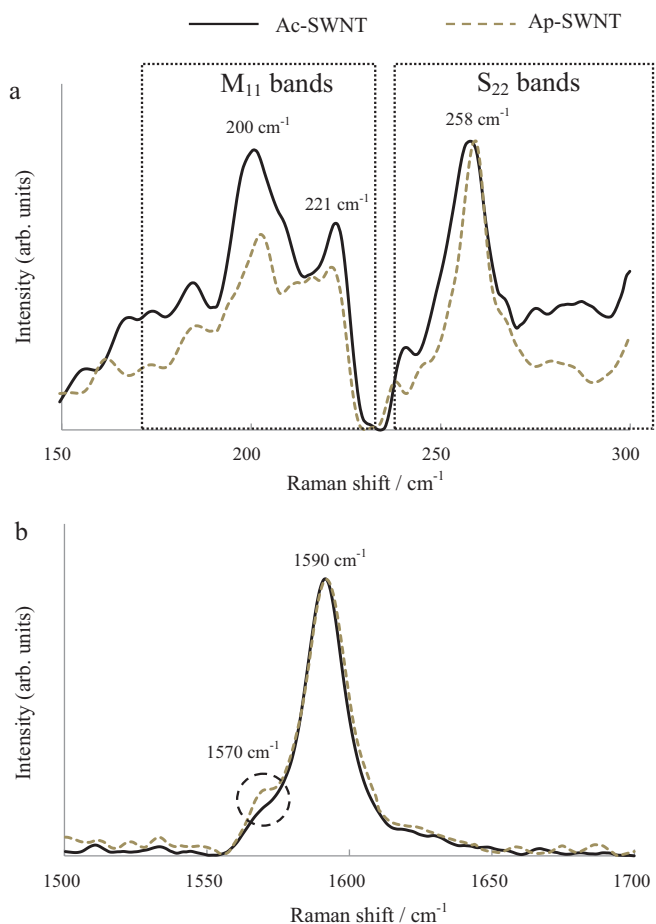 Ac-SWNT Ap-SWNT
a
M₁₁ bands S₂₂ bands
200 cm⁻¹ 258 cm⁻¹
221 cm⁻¹
Intensity (arb. units)
150 200 250 300
Raman shift / cm⁻¹
b
1590 cm⁻¹
1570 cm⁻¹
Intensity (arb. units)
1500 1550 1600 1650 1700
Raman shift / cm⁻¹